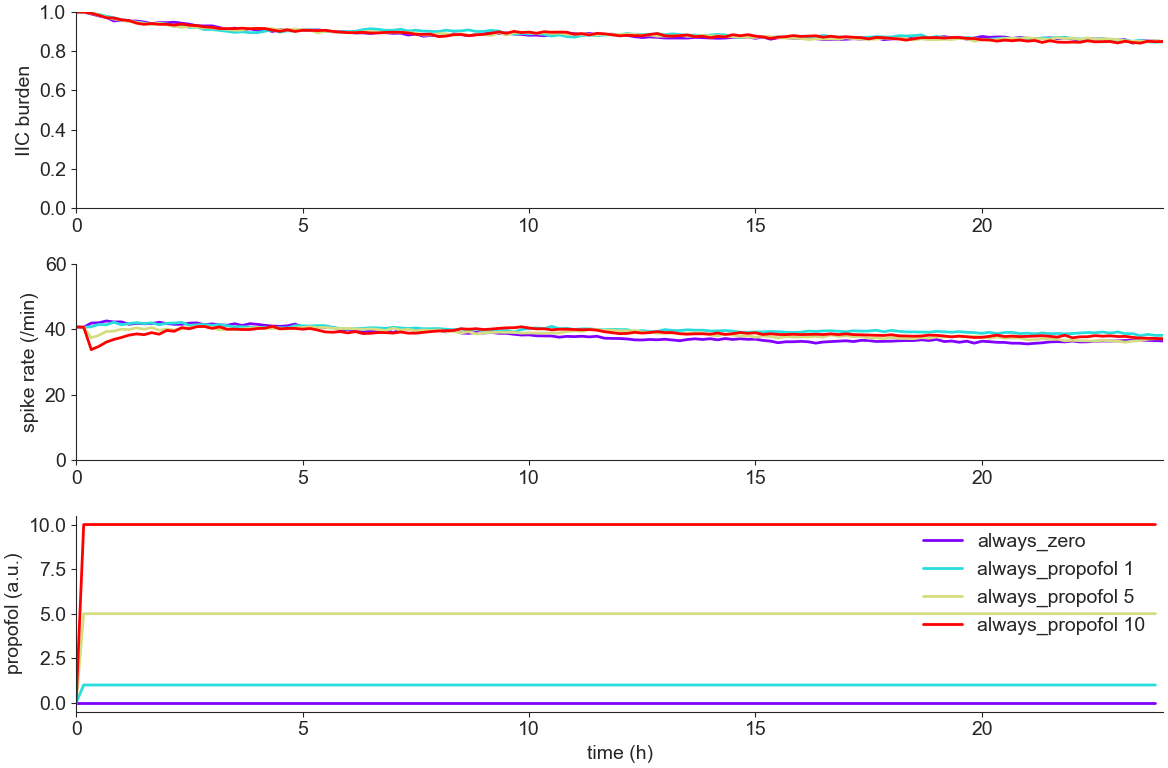 IIC burden
1.0
0.8
0.6
0.4
0.2
0.0
0 5 10 15 20
spike rate (/min)
60
40
20
0
0 5 10 15 20
propofol (a.u.)
10.0
7.5
5.0
2.5
0.0
always_zero
always_propofol 1
always_propofol 5
always_propofol 10
0 5 10 15 20
time (h)